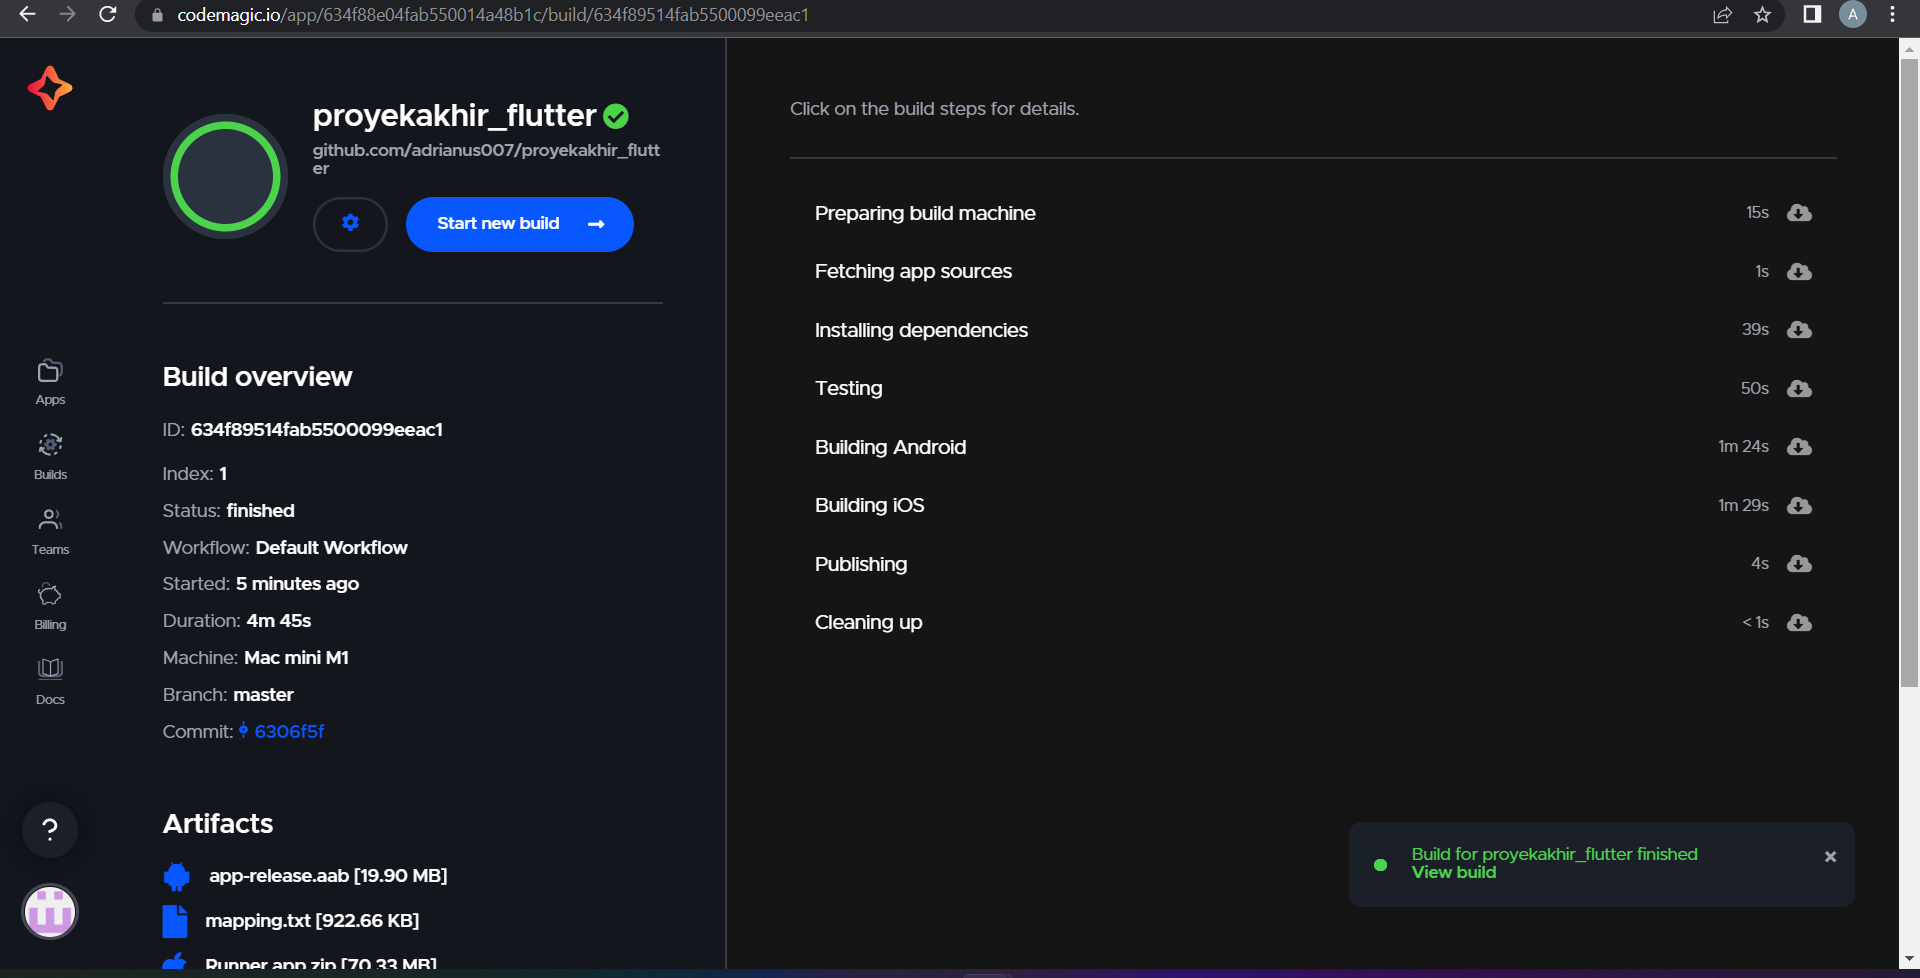 codemagic.io/app/634f88e04fab550014a48b1c/build/634f89514fab5500099eeac1
A
proyekakhir_flutter
github.com/adrianus007/proyekakhir_flutt
er
Start new build
Apps
Builds
Teams
Billing
Docs
?
Build overview
ID: 634f89514fab5500099eeac1
Index: 1
Status: finished
Workflow: Default Workflow
Started: 5 minutes ago
Duration: 4m 45s
Machine: Mac mini M1
Branch: master
Commit: 6306f5f
Artifacts
app-release.aab [19.90 MB]
mapping.txt [922.66 KB]
Runner.app.zip [70.33 MB]
Click on the build steps for details.
Preparing build machine 15s
Fetching app sources 1s
Installing dependencies 39s
Testing 50s
Building Android 1m 24s
Building iOS 1m 29s
Publishing 4s
Cleaning up < 1s
Build for proyekakhir_flutter finished
View build